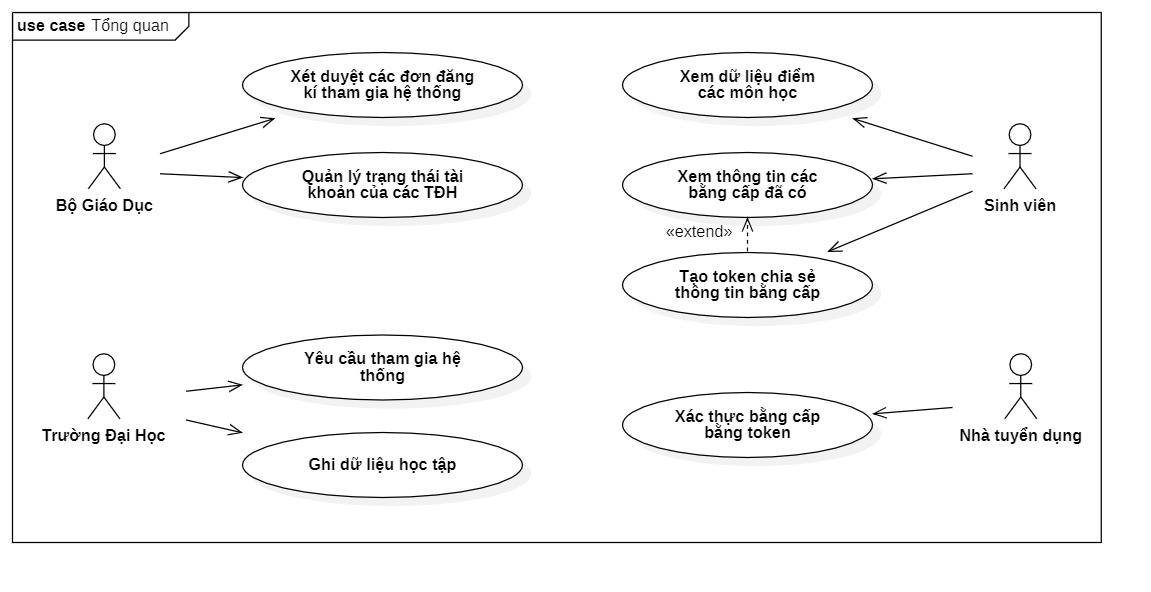 use case Tổng quan
Xét duyệt các đơn đăng
kí tham gia hệ thống
Bộ Giáo Dục
Quản lý trạng thái tài
khoản của các TĐH
Xem dữ liệu điểm
các môn học
Xem thông tin các
bằng cấp đã có
Sinh viên
«extend»
Tạo token chia sẻ
thông tin bằng cấp
Yêu cầu tham gia hệ
thống
Trường Đại Học
Ghi dữ liệu học tập
Xác thực bằng cấp
bằng token
Nhà tuyển dụng